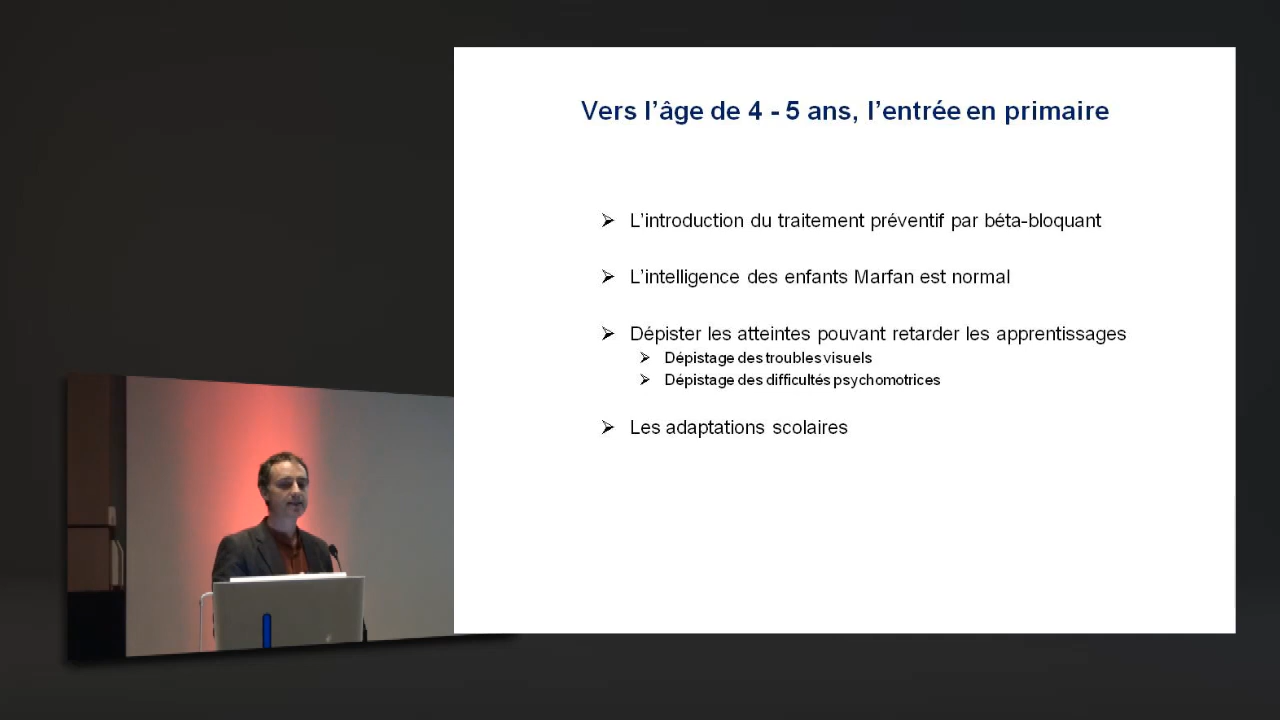 Vers l'âge de 4 - 5 ans, l'entrée en primaire
L'introduction du traitement préventif par béta-bloquant
L'intelligence des enfants Marfan est normal
Dépister les atteintes pouvant retarder les apprentissages
Dépistage des troubles visuels
Dépistage des difficultés psychomotrices
Les adaptations scolaires